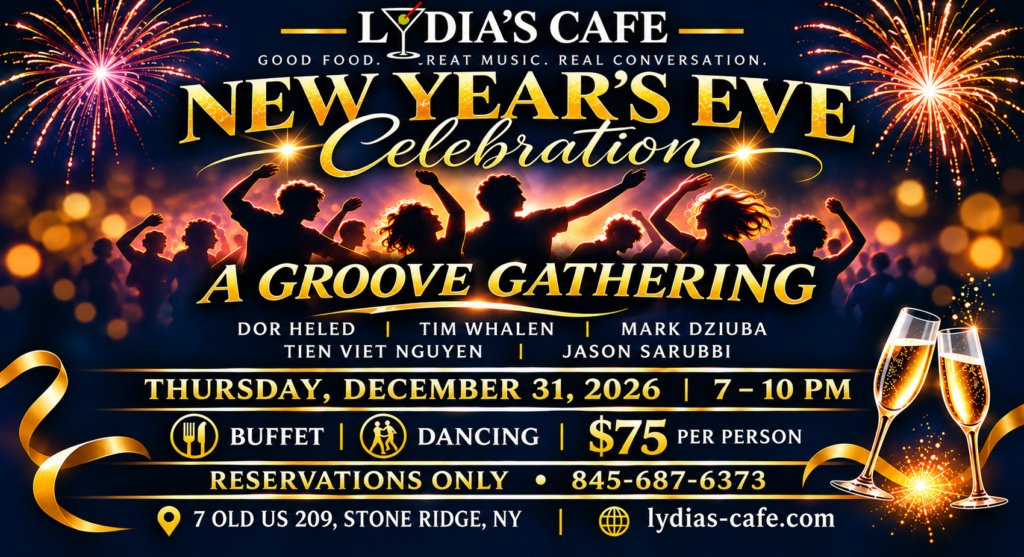 LYDIA'S CAFE
GOOD FOOD. REAT MUSIC. REAL CONVERSATION.
NEW YEAR'S EVE
Celebration
A GROOVE GATHERING
DOR HELED | TIM WHALEN | MARK DZIUBA
TIEN VIET NGUYEN | JASON SARUBBI
THURSDAY, DECEMBER 31, 2026 | 7 – 10 PM
BUFFET | DANCING | $75 PER PERSON
RESERVATIONS ONLY • 845-687-6373
7 OLD US 209, STONE RIDGE, NY | lydias-cafe.com